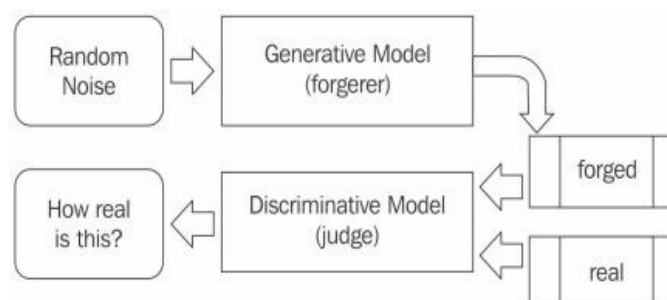 Random
Noise
Generative Model
(forgerer)
forged
How real
is this?
Discriminative Model
(judge)
real